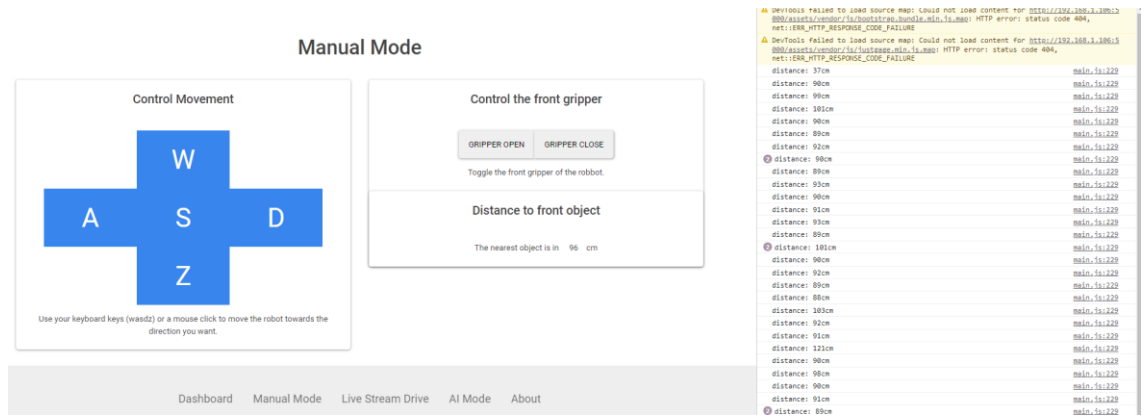 Manual Mode
Control Movement
W
A S D
Z
Use your keyboard keys (wasdz) or a mouse click to move the robot towards the
direction you want.
Control the front gripper
GRIPPER OPEN GRIPPER CLOSE
Toggle the front gripper of the robbot.
Distance to front object
The nearest object is in 96 cm
Dashboard Manual Mode Live Stream Drive AI Mode About
DevTools failed to load source map: Could not load content for http://192.168.1.106:5
000/assets/vendor/js/bootstrap.bundle.min.js.map: HTTP error: status code 404,
net::ERR_HTTP_RESPONSE_CODE_FAILURE
DevTools failed to load source map: Could not load content for http://192.168.1.106:5
000/assets/vendor/js/justgage.min.js.map: HTTP error: status code 404,
net::ERR_HTTP_RESPONSE_CODE_FAILURE
distance: 37cm main.js:229
distance: 90cm main.js:229
distance: 99cm main.js:229
distance: 101cm main.js:229
distance: 90cm main.js:229
distance: 89cm main.js:229
distance: 92cm main.js:229
2 distance: 90cm main.js:229
distance: 89cm main.js:229
distance: 93cm main.js:229
distance: 90cm main.js:229
distance: 91cm main.js:229
distance: 93cm main.js:229
distance: 89cm main.js:229
2 distance: 101cm main.js:229
distance: 90cm main.js:229
distance: 92cm main.js:229
distance: 89cm main.js:229
distance: 88cm main.js:229
distance: 103cm main.js:229
distance: 92cm main.js:229
distance: 91cm main.js:229
distance: 121cm main.js:229
distance: 90cm main.js:229
distance: 98cm main.js:229
distance: 90cm main.js:229
distance: 91cm main.js:229
2 distance: 89cm main.js:229